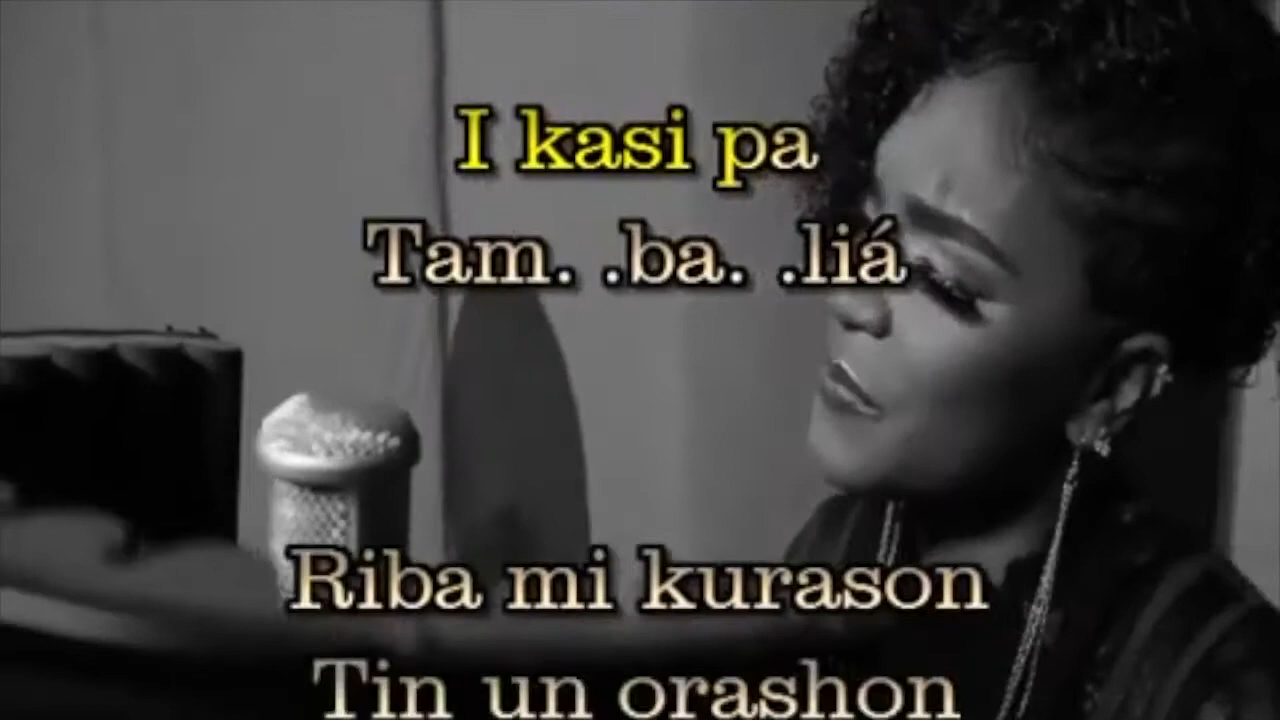 I kasi pa
Tam. .ba. .liá
Riba mi kurason
Tin un orashon